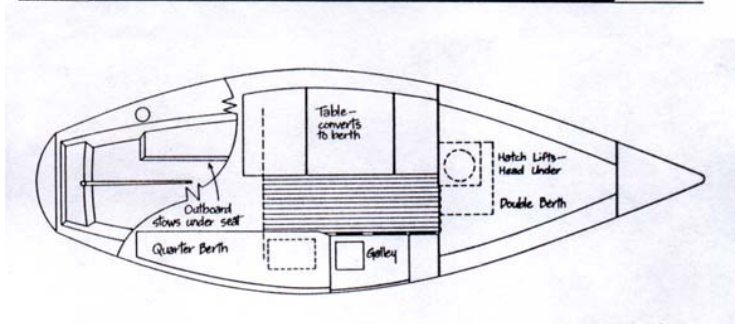 Table—
converts
to berth
Hatch Lifts—
Head Under
Double Berth
Outboard
stows under seat
Quarter Berth
Galley